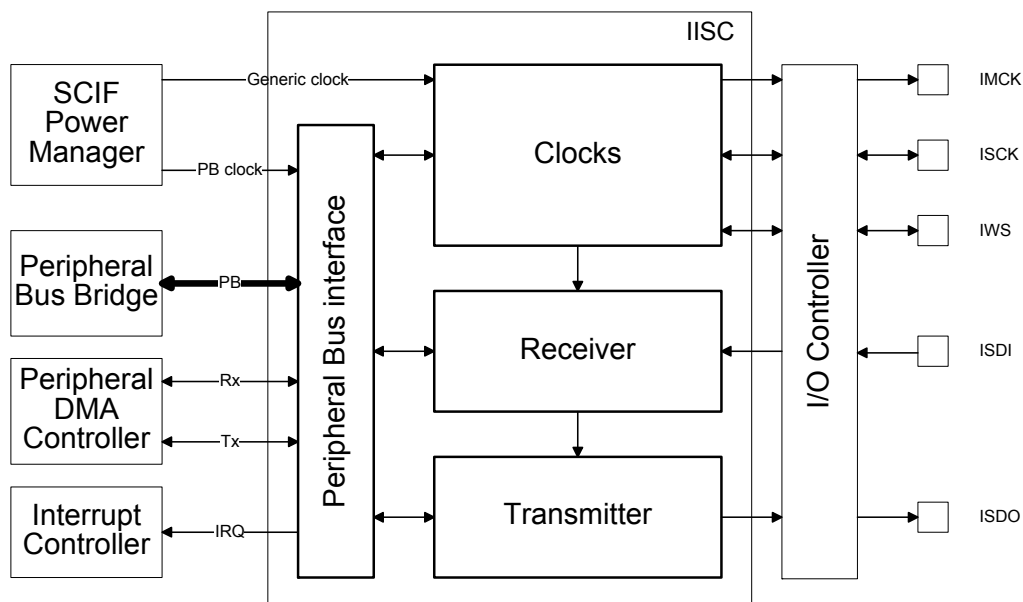 IISC
SCIF
Power
Manager
Generic clock
PB clock
Clocks
IMCK
ISCK
IWS
Peripheral
Bus Bridge
PB
Peripheral Bus interface
Receiver
I/O Controller
ISDI
Peripheral
DMA
Controller
Rx
Tx
Interrupt
Controller
IRQ
Transmitter
ISDO